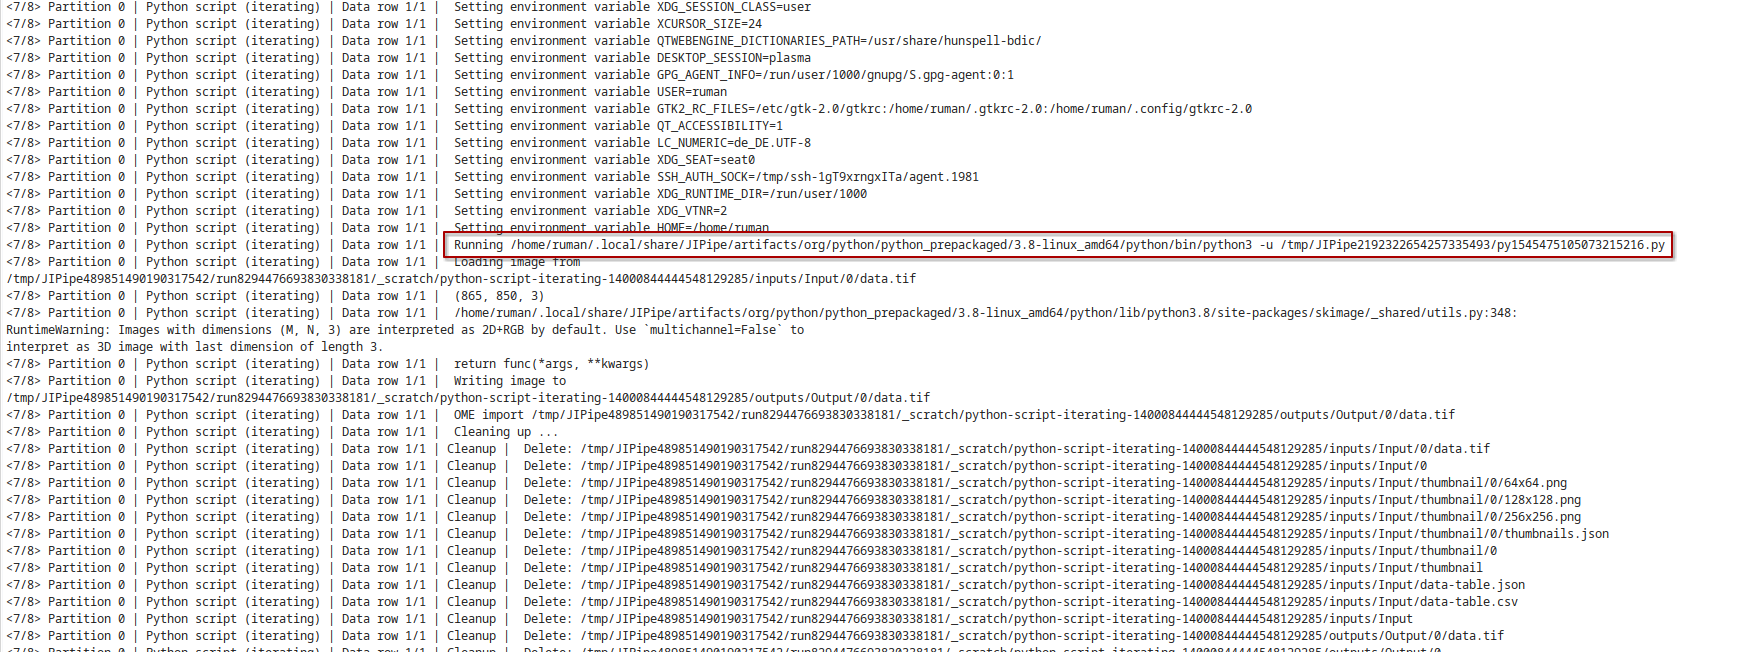 <7/8> Partition 0 | Python script (iterating) | Data row 1/1 |  Setting environment variable XDG_SESSION_CLASS=user
<7/8> Partition 0 | Python script (iterating) | Data row 1/1 |  Setting environment variable XCURSOR_SIZE=24
<7/8> Partition 0 | Python script (iterating) | Data row 1/1 |  Setting environment variable QTWEBENGINE_DICTIONARIES_PATH=/usr/share/hunspell-bdic/
<7/8> Partition 0 | Python script (iterating) | Data row 1/1 |  Setting environment variable DESKTOP_SESSION=plasma
<7/8> Partition 0 | Python script (iterating) | Data row 1/1 |  Setting environment variable GPG_AGENT_INFO=/run/user/1000/gnupg/S.gpg-agent:0:1
<7/8> Partition 0 | Python script (iterating) | Data row 1/1 |  Setting environment variable USER=ruman
<7/8> Partition 0 | Python script (iterating) | Data row 1/1 |  Setting environment variable GTK2_RC_FILES=/etc/gtk-2.0/gtkrc:/home/ruman/.gtkrc-2.0:/home/ruman/.config/gtkrc-2.0
<7/8> Partition 0 | Python script (iterating) | Data row 1/1 |  Setting environment variable QT_ACCESSIBILITY=1
<7/8> Partition 0 | Python script (iterating) | Data row 1/1 |  Setting environment variable LC_NUMERIC=de_DE.UTF-8
<7/8> Partition 0 | Python script (iterating) | Data row 1/1 |  Setting environment variable XDG_SEAT=seat0
<7/8> Partition 0 | Python script (iterating) | Data row 1/1 |  Setting environment variable SSH_AUTH_SOCK=/tmp/ssh-1gT9xrngxITa/agent.1981
<7/8> Partition 0 | Python script (iterating) | Data row 1/1 |  Setting environment variable XDG_RUNTIME_DIR=/run/user/1000
<7/8> Partition 0 | Python script (iterating) | Data row 1/1 |  Setting environment variable XDG_VTNR=2
<7/8> Partition 0 | Python script (iterating) | Data row 1/1 |  Setting environment variable HOME=/home/ruman
<7/8> Partition 0 | Python script (iterating) | Data row 1/1 |  Running /home/ruman/.local/share/JIPipe/artifacts/org/python/python_prepackaged/3.8-linux_amd64/python/bin/python3 -u /tmp/JIPipe2192322654257335493/py1545475105073215216.py
<7/8> Partition 0 | Python script (iterating) | Data row 1/1 |  Loading image from
/tmp/JIPipe489851490190317542/run8294476693830338181/_scratch/python-script-iterating-14000844444548129285/inputs/Input/0/data.tif
<7/8> Partition 0 | Python script (iterating) | Data row 1/1 |  (865, 850, 3)
<7/8> Partition 0 | Python script (iterating) | Data row 1/1 |  /home/ruman/.local/share/JIPipe/artifacts/org/python/python_prepackaged/3.8-linux_amd64/python/lib/python3.8/site-packages/skimage/_shared/utils.py:348:
RuntimeWarning: Images with dimensions (M, N, 3) are interpreted as 2D+RGB by default. Use `multichannel=False` to
interpret as 3D image with last dimension of length 3.
<7/8> Partition 0 | Python script (iterating) | Data row 1/1 |  return func(*args, **kwargs)
<7/8> Partition 0 | Python script (iterating) | Data row 1/1 |  Writing image to
/tmp/JIPipe489851490190317542/run8294476693830338181/_scratch/python-script-iterating-14000844444548129285/outputs/Output/0/data.tif
<7/8> Partition 0 | Python script (iterating) | Data row 1/1 |  OME import /tmp/JIPipe489851490190317542/run8294476693830338181/_scratch/python-script-iterating-14000844444548129285/outputs/Output/0/data.tif
<7/8> Partition 0 | Python script (iterating) | Data row 1/1 |  Cleaning up ...
<7/8> Partition 0 | Python script (iterating) | Data row 1/1 | Cleanup |  Delete: /tmp/JIPipe489851490190317542/run8294476693830338181/_scratch/python-script-iterating-14000844444548129285/inputs/Input/0/data.tif
<7/8> Partition 0 | Python script (iterating) | Data row 1/1 | Cleanup |  Delete: /tmp/JIPipe489851490190317542/run8294476693830338181/_scratch/python-script-iterating-14000844444548129285/inputs/Input/0
<7/8> Partition 0 | Python script (iterating) | Data row 1/1 | Cleanup |  Delete: /tmp/JIPipe489851490190317542/run8294476693830338181/_scratch/python-script-iterating-14000844444548129285/inputs/Input/thumbnail/0/64x64.png
<7/8> Partition 0 | Python script (iterating) | Data row 1/1 | Cleanup |  Delete: /tmp/JIPipe489851490190317542/run8294476693830338181/_scratch/python-script-iterating-14000844444548129285/inputs/Input/thumbnail/0/128x128.png
<7/8> Partition 0 | Python script (iterating) | Data row 1/1 | Cleanup |  Delete: /tmp/JIPipe489851490190317542/run8294476693830338181/_scratch/python-script-iterating-14000844444548129285/inputs/Input/thumbnail/0/256x256.png
<7/8> Partition 0 | Python script (iterating) | Data row 1/1 | Cleanup |  Delete: /tmp/JIPipe489851490190317542/run8294476693830338181/_scratch/python-script-iterating-14000844444548129285/inputs/Input/thumbnail/0/thumbnails.json
<7/8> Partition 0 | Python script (iterating) | Data row 1/1 | Cleanup |  Delete: /tmp/JIPipe489851490190317542/run8294476693830338181/_scratch/python-script-iterating-14000844444548129285/inputs/Input/thumbnail/0
<7/8> Partition 0 | Python script (iterating) | Data row 1/1 | Cleanup |  Delete: /tmp/JIPipe489851490190317542/run8294476693830338181/_scratch/python-script-iterating-14000844444548129285/inputs/Input/thumbnail
<7/8> Partition 0 | Python script (iterating) | Data row 1/1 | Cleanup |  Delete: /tmp/JIPipe489851490190317542/run8294476693830338181/_scratch/python-script-iterating-14000844444548129285/inputs/Input/data-table.json
<7/8> Partition 0 | Python script (iterating) | Data row 1/1 | Cleanup |  Delete: /tmp/JIPipe489851490190317542/run8294476693830338181/_scratch/python-script-iterating-14000844444548129285/inputs/Input/data-table.csv
<7/8> Partition 0 | Python script (iterating) | Data row 1/1 | Cleanup |  Delete: /tmp/JIPipe489851490190317542/run8294476693830338181/_scratch/python-script-iterating-14000844444548129285/inputs/Input
<7/8> Partition 0 | Python script (iterating) | Data row 1/1 | Cleanup |  Delete: /tmp/JIPipe489851490190317542/run8294476693830338181/_scratch/python-script-iterating-14000844444548129285/outputs/Output/0/data.tif
<7/8> Partition 0 | Python script (iterating) | Data row 1/1 | Cleanup |  Delete: /tmp/JIPipe489851490190317542/run8294476693830338181/_scratch/python-script-iterating-14000844444548129285/outputs/Output/0